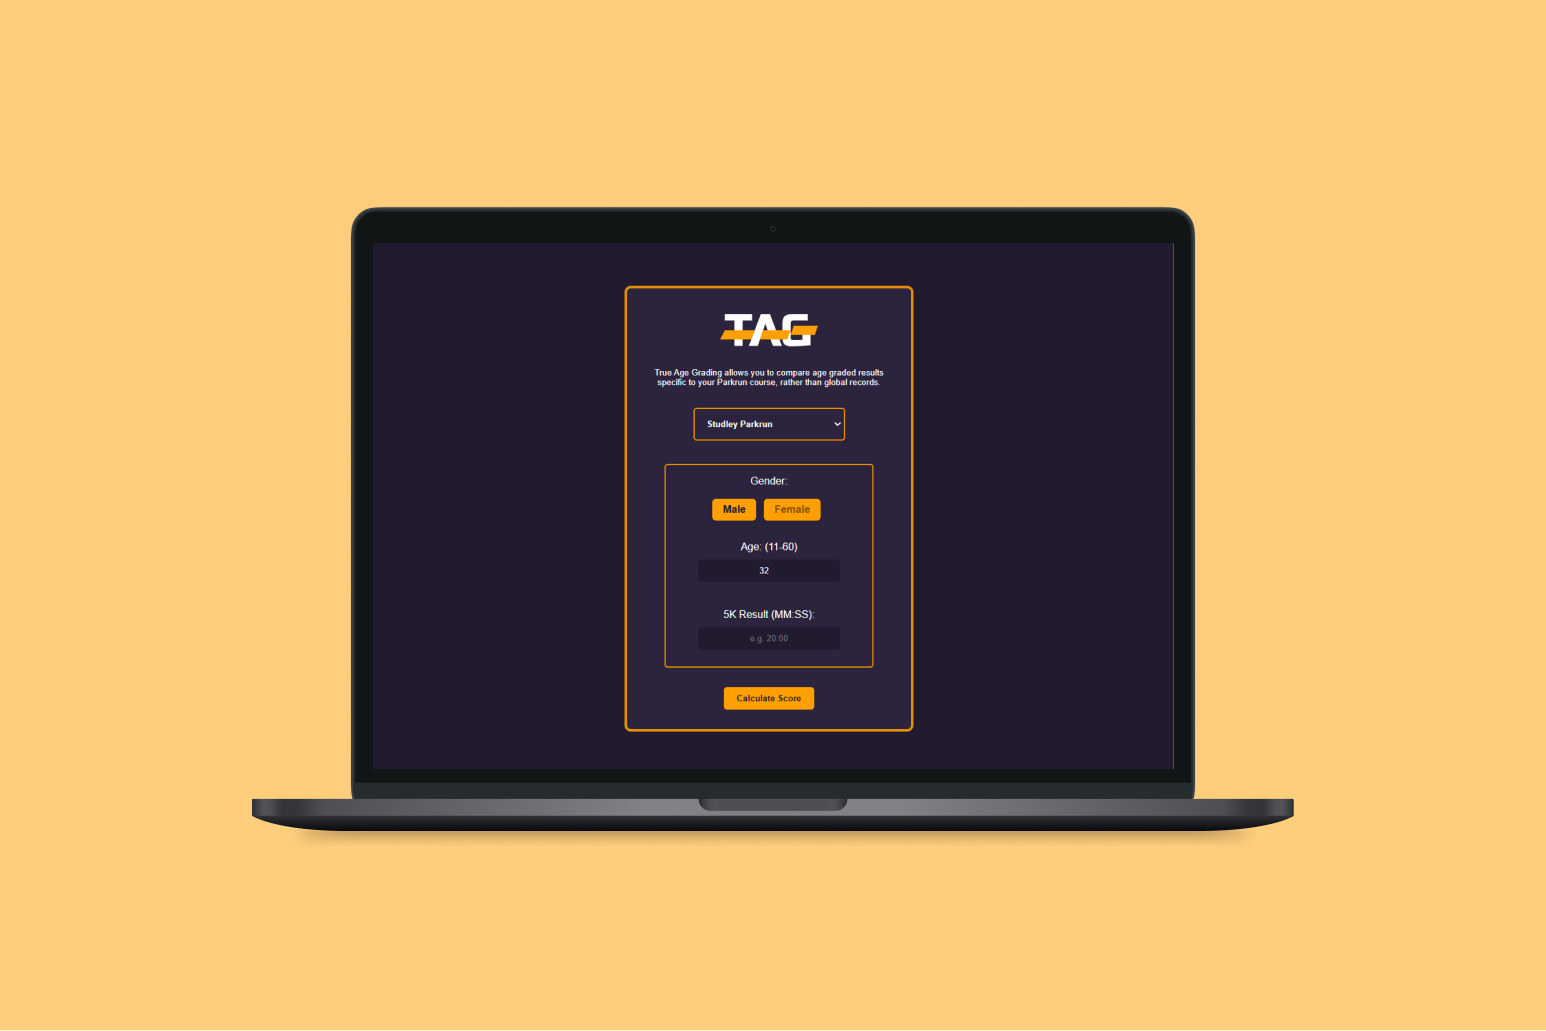 TAG
True Age Grading allows you to compare age graded results
specific to your Parkrun course, rather than global records.
Studley Parkrun
Gender:
Male Female
Age: (11-60)
32
5K Result (MM:SS):
e.g. 20:00
Calculate Score